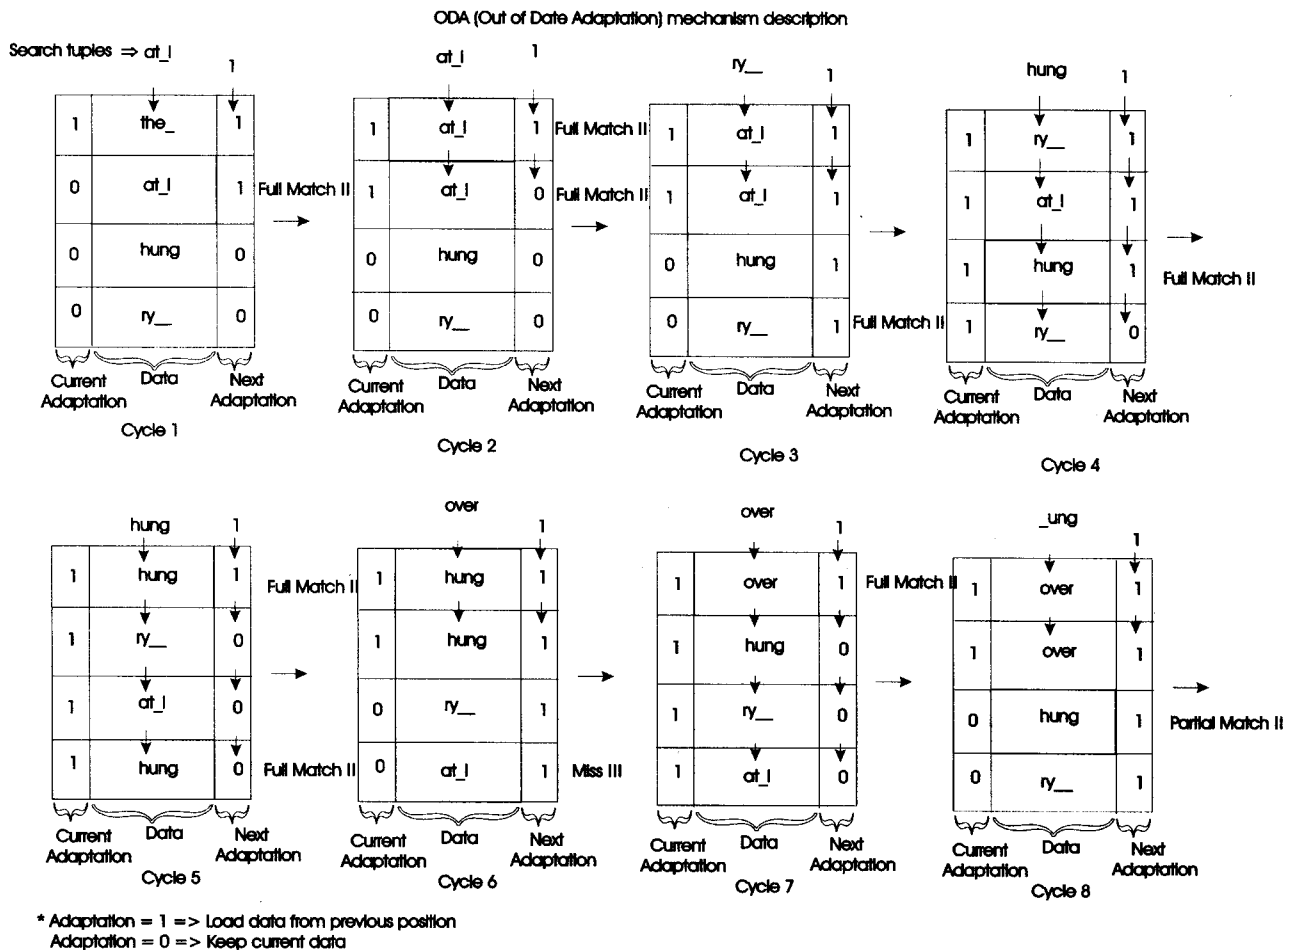 ODA (Out of Date Adaptation) mechanism description
Search tuples ⇒ at_l
1
1 the_ 1
0 at_l 1 Full Match !!
0 hung 0
0 ry__ 0
Current Adaptation Data Next Adaptation
Cycle 1
at_l 1
1 at_l 1 Full Match !!
1 at_l 0 Full Match !!
0 hung 0
0 ry__ 0
Current Adaptation Data Next Adaptation
Cycle 2
ry__ 1
1 at_l 1
1 at_l 1
0 hung 1
0 ry__ 1 Full Match !!
Current Adaptation Data Next Adaptation
Cycle 3
hung 1
1 ry__ 1
1 at_l 1
1 hung 1 Full Match !!
1 ry__ 0
Current Adaptation Data Next Adaptation
Cycle 4
hung 1
1 hung 1 Full Match !!
1 ry__ 0
1 at_l 0
1 hung 0 Full Match !!
Current Adaptation Data Next Adaptation
Cycle 5
over 1
1 hung 1
1 hung 1
0 ry__ 1
0 at_l 1 Miss !!!
Current Adaptation Data Next Adaptation
Cycle 6
over 1
1 over 1 Full Match !!
1 hung 0
1 ry__ 0
1 at_l 0
Current Adaptation Data Next Adaptation
Cycle 7
_ung 1
1 over 1
1 over 1
0 hung 1 Partial Match !!
0 ry__ 1
Current Adaptation Data Next Adaptation
Cycle 8
* Adaptation = 1 => Load data from previous position
Adaptation = 0 => Keep current data